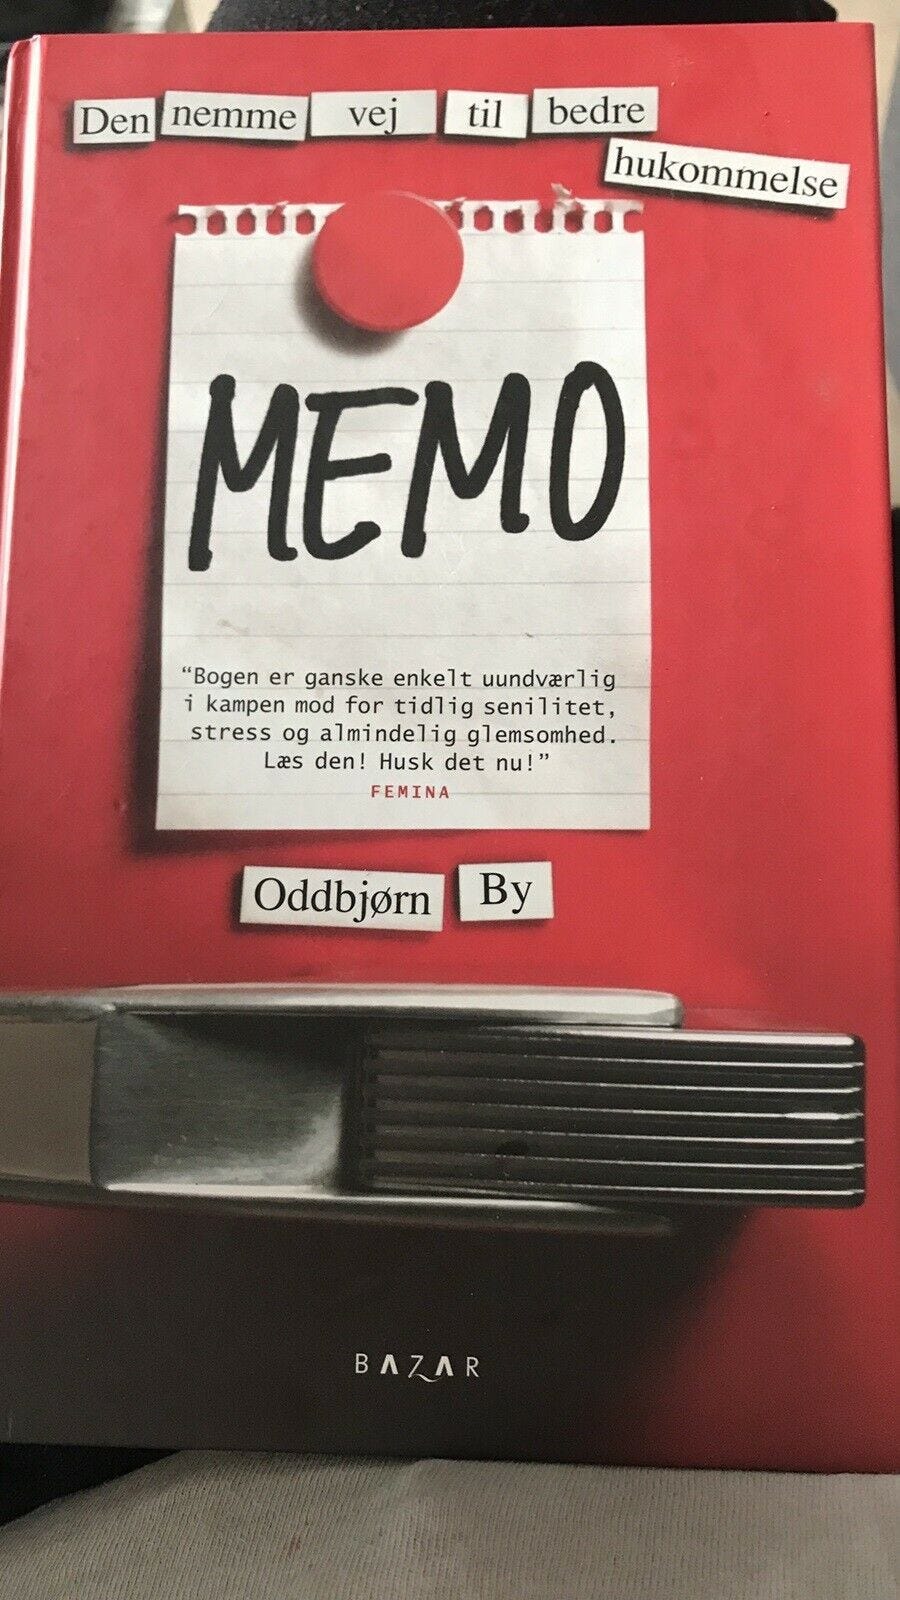 Den nemme vej til bedre
hukommelse
MEMO
“Bogen er ganske enkelt uundværlig
i kampen mod for tidlig senilitet,
stress og almindelig glemsomhed.
Læs den! Husk det nu!”
FEMINA
Oddbjørn By
BAZAR